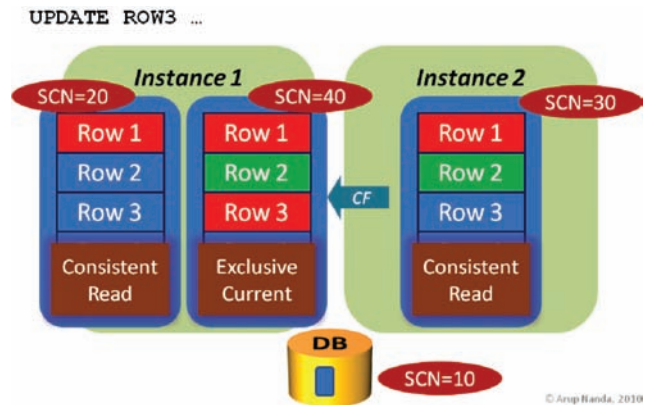 UPDATE ROW3 …
Instance 1
Instance 2
SCN=20
SCN=40
SCN=30
Row 1
Row 1
Row 1
Row 2
Row 2
Row 2
Row 3
Row 3
CF
Row 3
Consistent
Read
Exclusive
Current
Consistent
Read
DB
SCN=10
© Arup Nanda, 2010